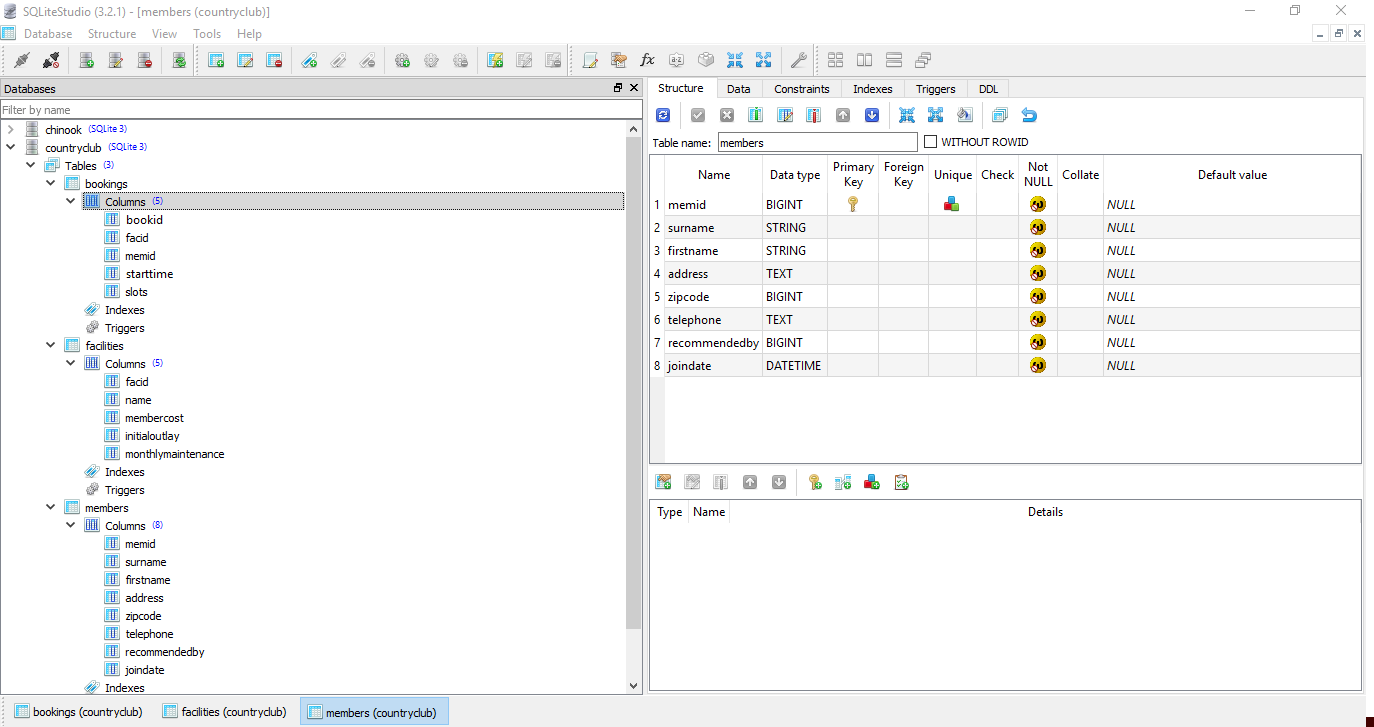 SQLiteStudio (3.2.1) - [members (countryclub)]
Database Structure View Tools Help
Databases
Filter by name
chinook (SQLite 3)
countryclub (SQLite 3)
Tables (3)
bookings
Columns (5)
bookid
facid
memid
starttime
slots
Indexes
Triggers
facilities
Columns (5)
facid
name
membercost
initialoutlay
monthlymaintenance
Indexes
Triggers
members
Columns (8)
memid
surname
firstname
address
zipcode
telephone
recommendedby
joindate
Indexes
Structure Data Constraints Indexes Triggers DDL
Table name: members WITHOUT ROWID
Name Data type Primary Key Foreign Key Unique Check Not NULL Collate Default value
1 memid BIGINT NULL
2 surname STRING NULL
3 firstname STRING NULL
4 address TEXT NULL
5 zipcode BIGINT NULL
6 telephone TEXT NULL
7 recommendedby BIGINT NULL
8 joindate DATETIME NULL
Type Name Details
bookings (countryclub) facilities (countryclub) members (countryclub)